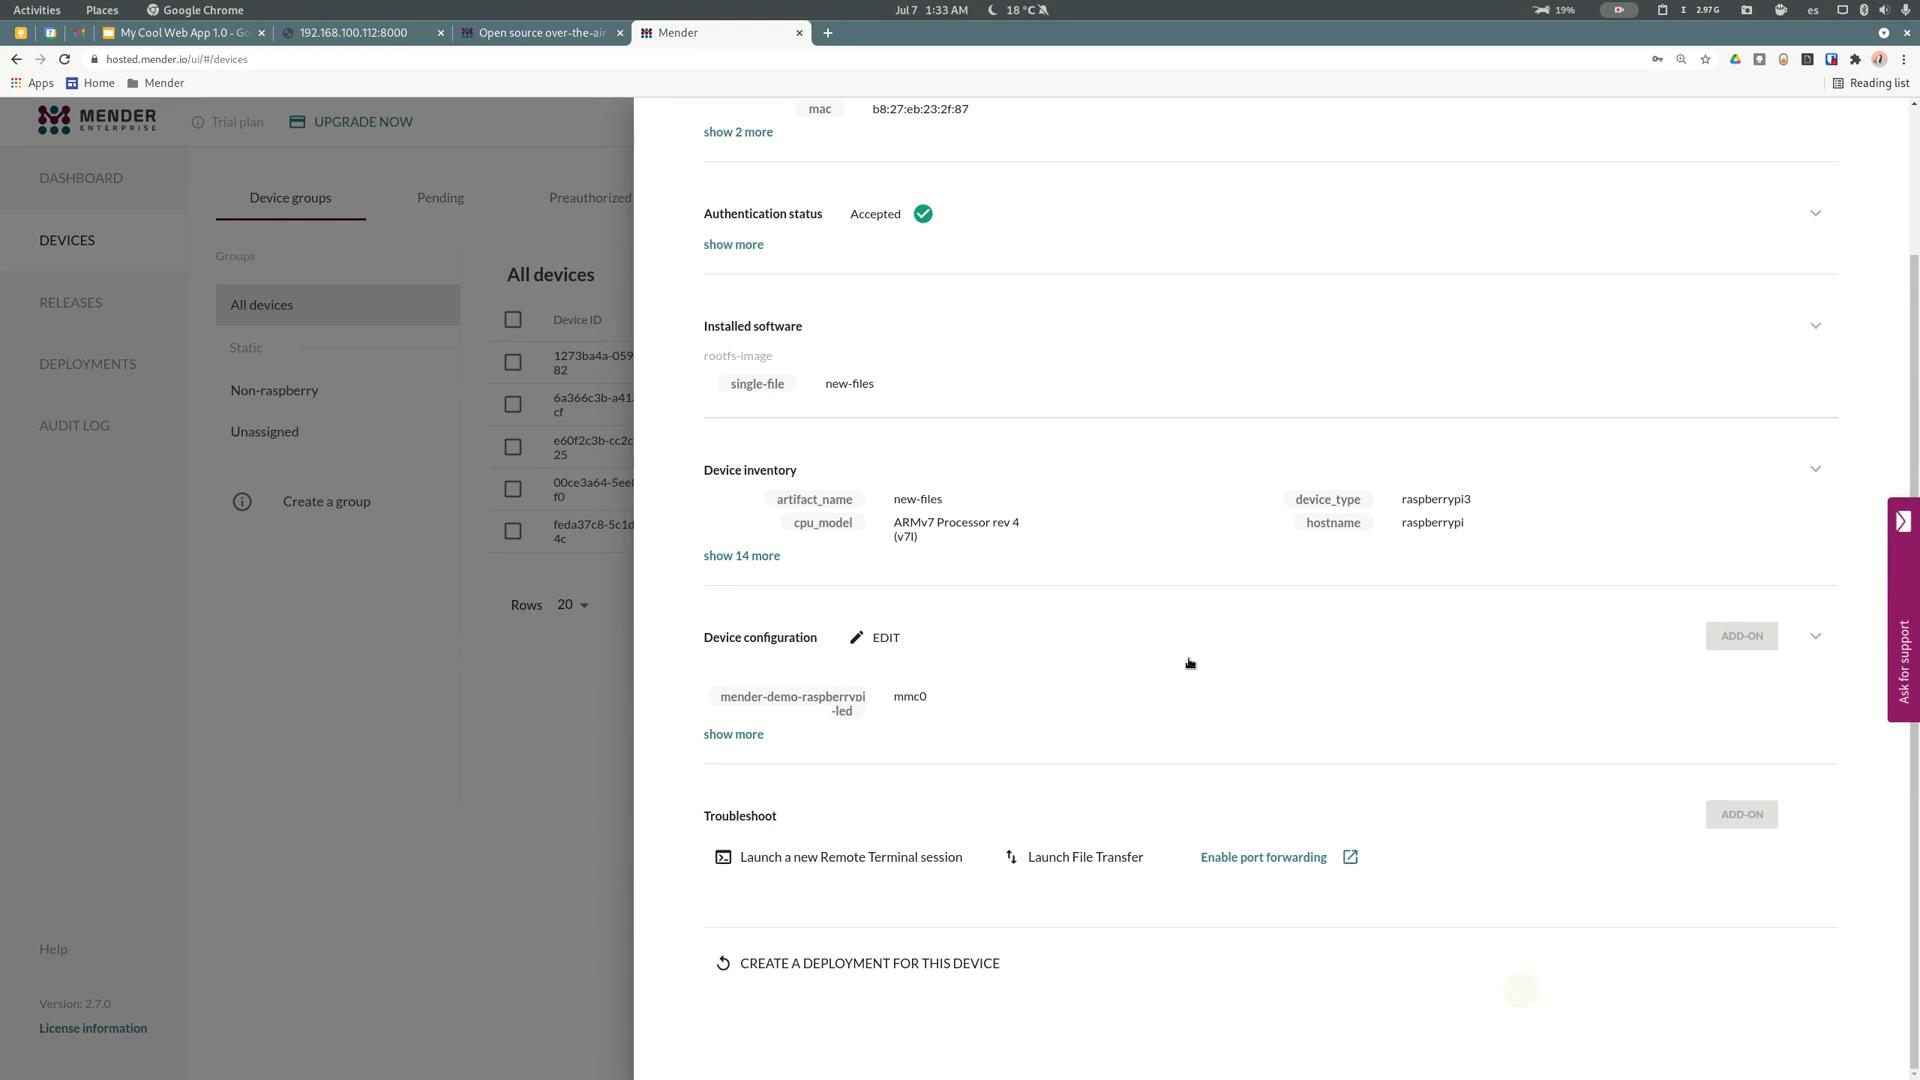 Activities
Places
Google Chrome
Jul 7 1:33 AM
18 °C
19%
Σ 2.97 G
es
My Cool Web App 1.0 - Go
192.168.100.112:8000
Open source over-the-air
Mender
hosted.mender.io/ui/#/devices
Apps
Home
Mender
Reading list
MENDER
ENTERPRISE
Trial plan
UPGRADE NOW
DASHBOARD
DEVICES
RELEASES
DEPLOYMENTS
AUDIT LOG
Help
Version: 2.7.0
License information
Device groups
Pending
Preauthorized
Groups
All devices
Static
Non-raspberry
Unassigned
Create a group
All devices
Device ID
1273ba4a-059
82
6a366c3b-a41
cf
e60f2c3b-cc2c
25
00ce3a64-5ee
f0
feda37c8-5c1d
4c
Rows 20
mac b8:27:eb:23:2f:87
show 2 more
Authentication status Accepted
show more
Installed software
rootfs-image
single-file new-files
Device inventory
artifact_name new-files device_type raspberrypi3
cpu_model ARMv7 Processor rev 4 hostname raspberrypi
(v7l)
show 14 more
Device configuration EDIT ADD-ON
mender-demo-raspberrypi mmc0
-led
show more
Troubleshoot ADD-ON
Launch a new Remote Terminal session Launch File Transfer Enable port forwarding
CREATE A DEPLOYMENT FOR THIS DEVICE
Ask for support